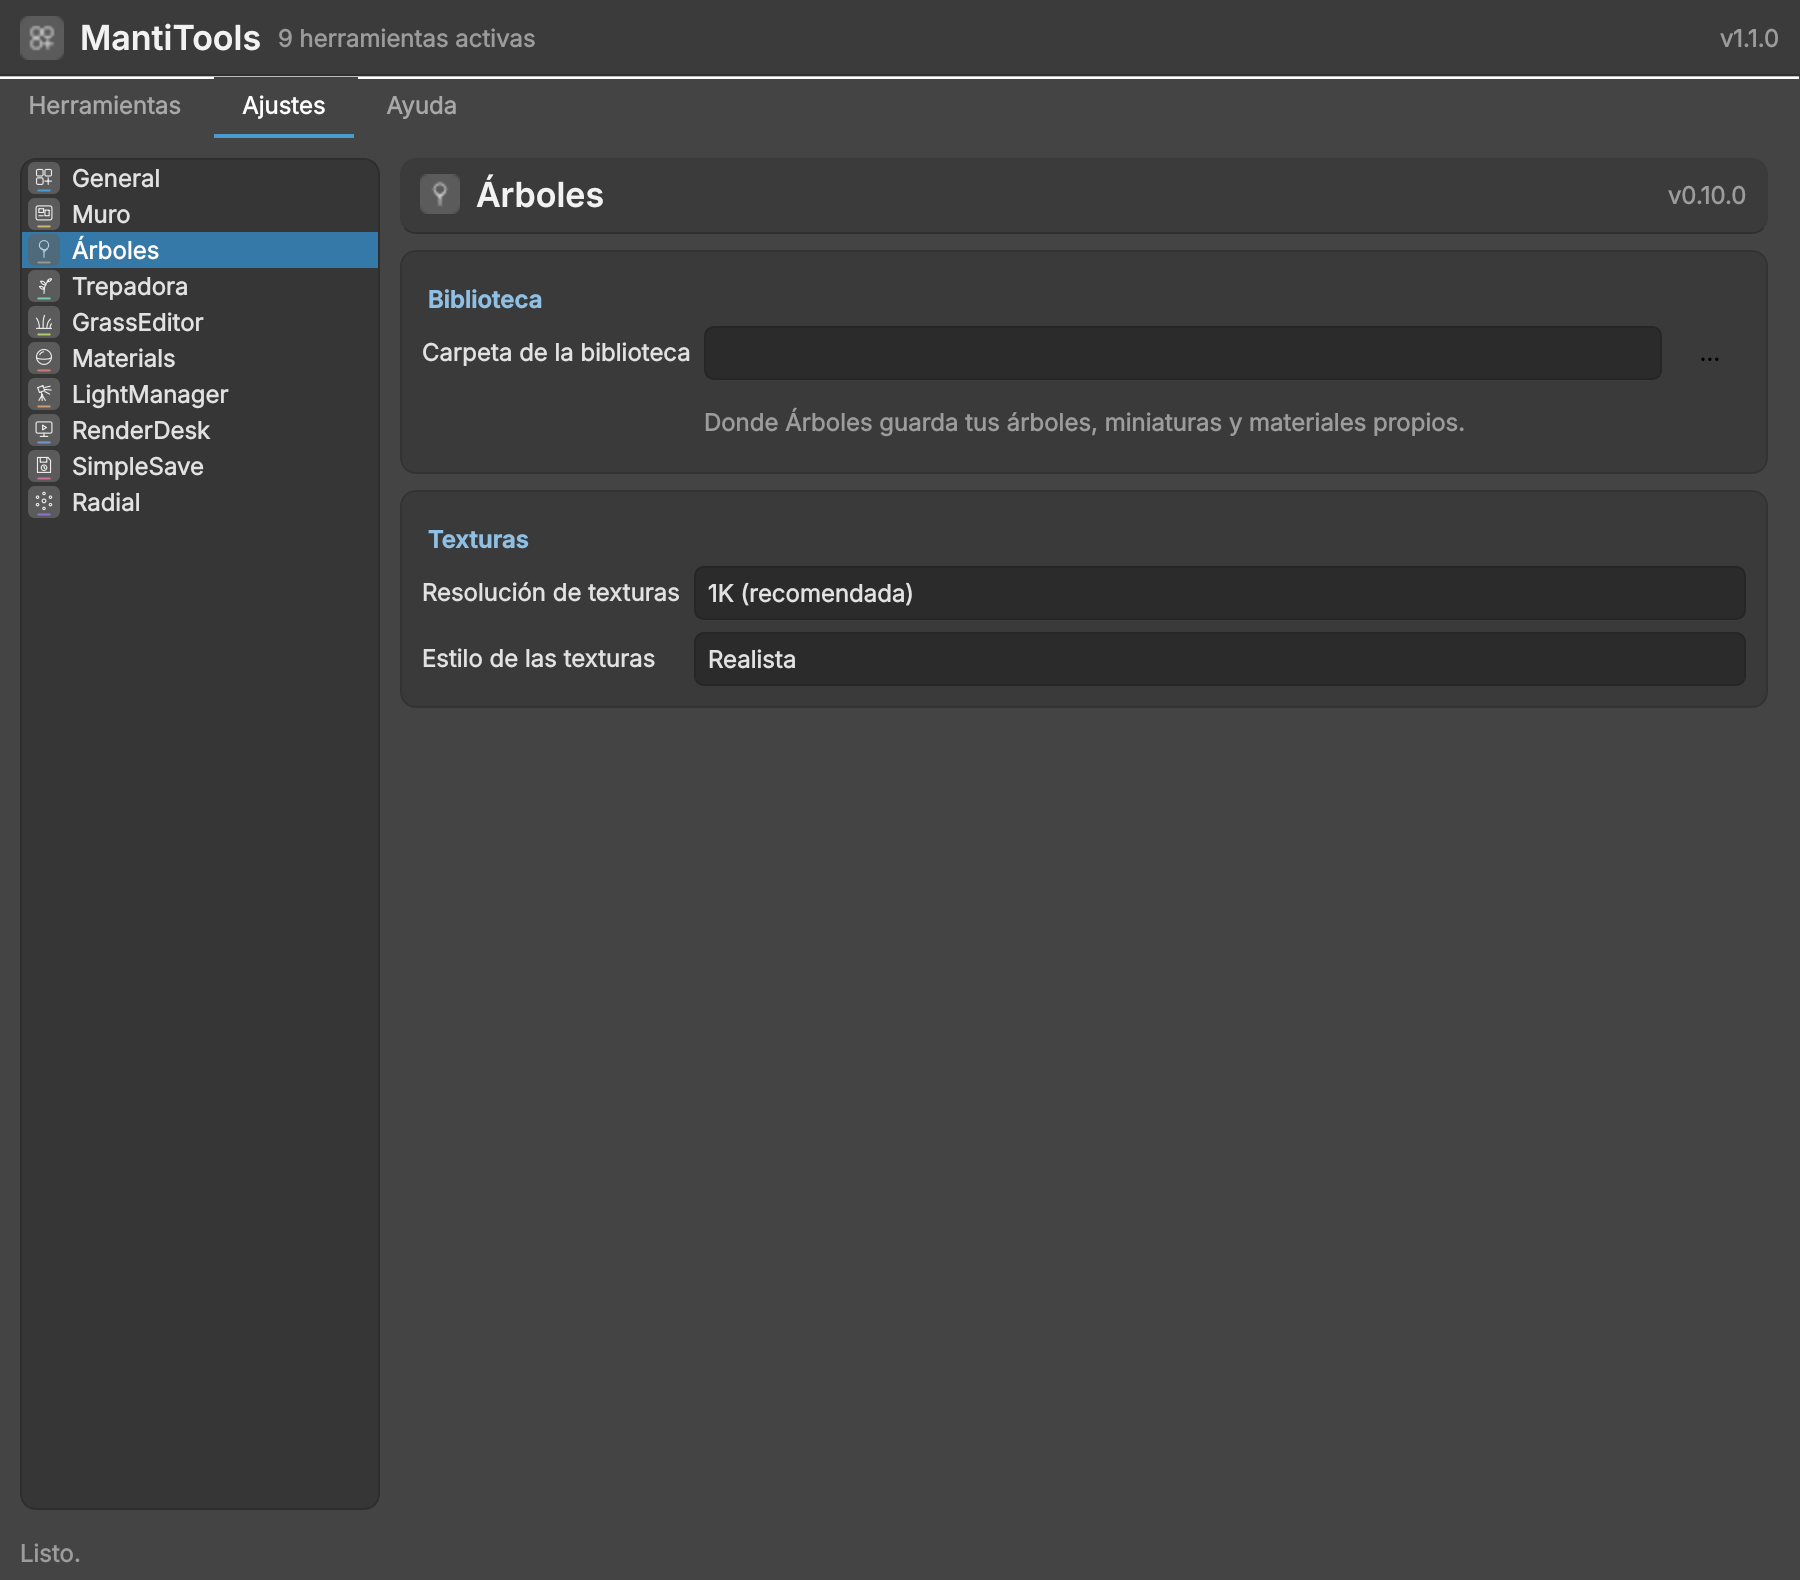 MantiTools 9 herramientas activas v1.1.0
Herramientas Ajustes Ayuda
General
Muro
Árboles
Trepadora
GrassEditor
Materials
LightManager
RenderDesk
SimpleSave
Radial
Árboles v0.10.0
Biblioteca
Carpeta de la biblioteca ...
Donde Árboles guarda tus árboles, miniaturas y materiales propios.
Texturas
Resolución de texturas 1K (recomendada)
Estilo de las texturas Realista
Listo.